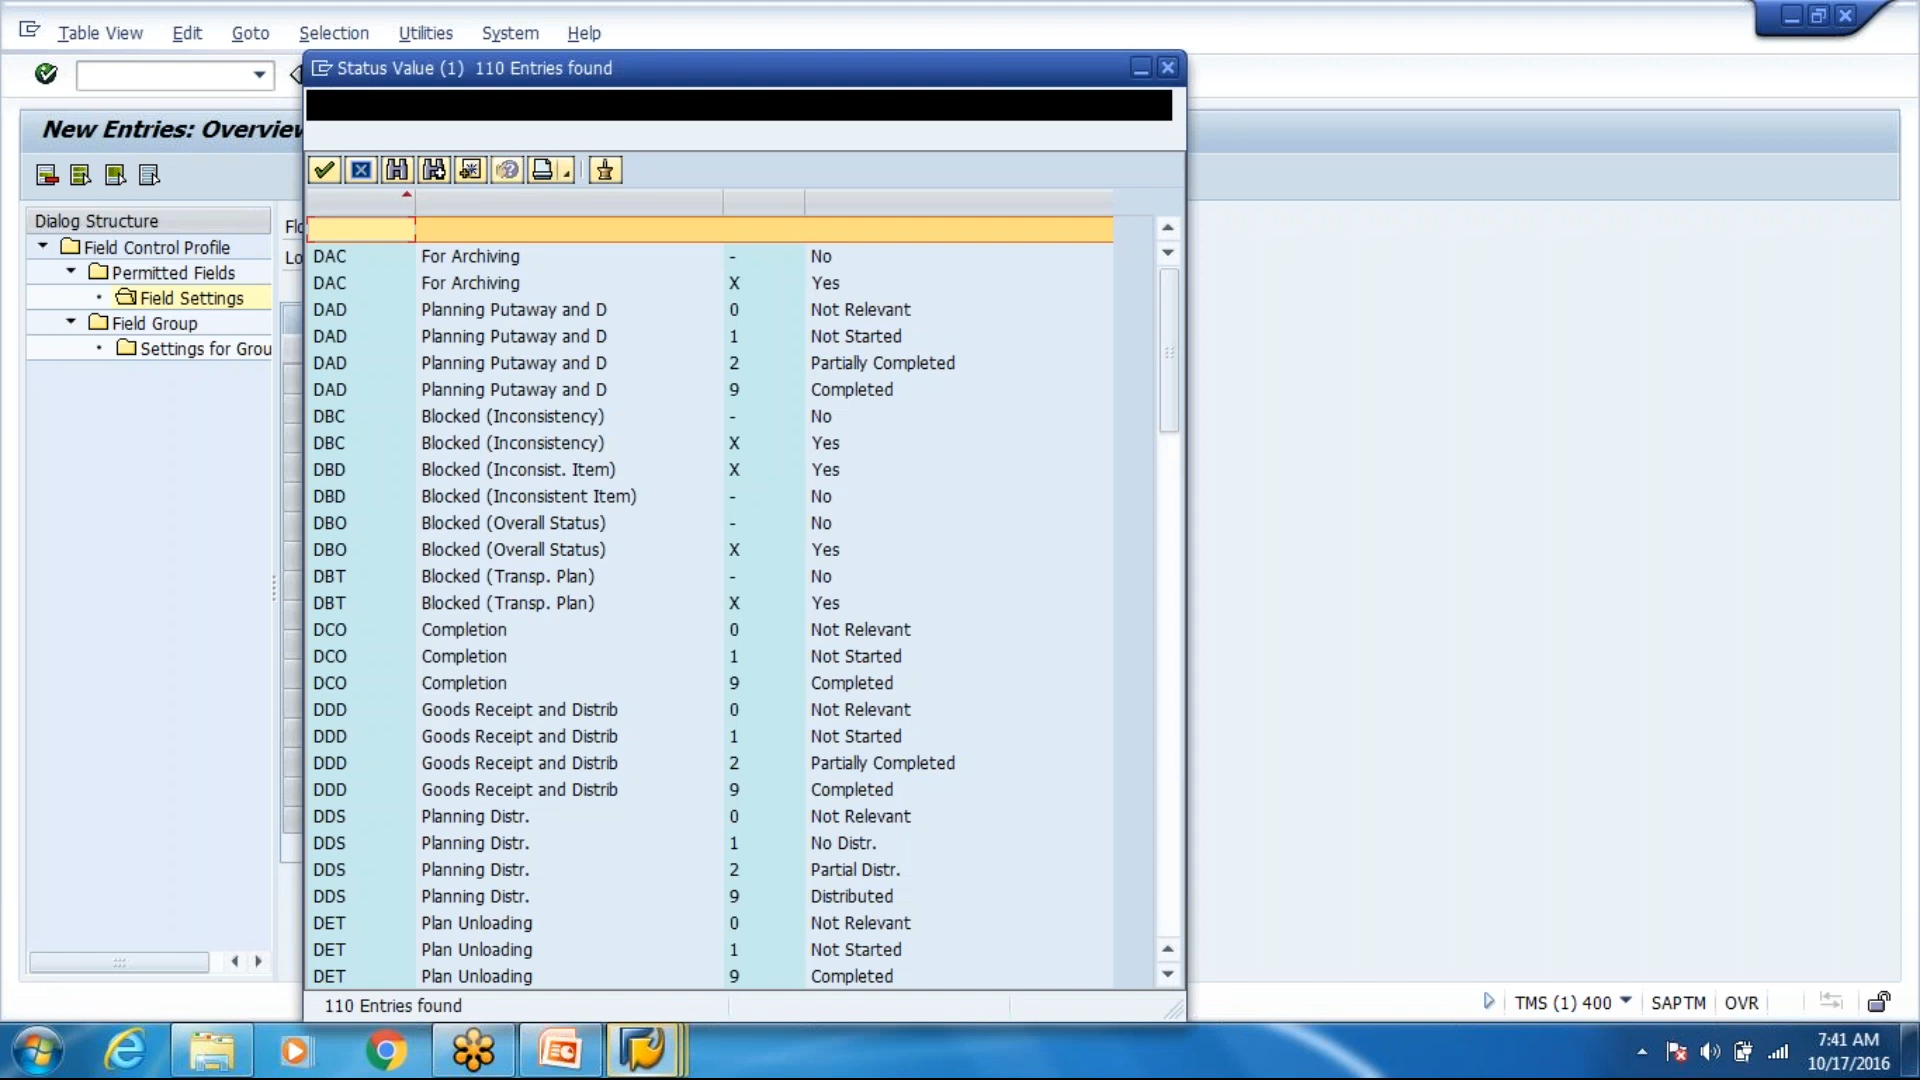 Table View Edit Goto Selection Utilities System Help
Status Value (1) 110 Entries found
New Entries: Overview
Dialog Structure
Field Control Profile
Permitted Fields
Field Settings
Field Group
Settings for Grou
Flo
Lo
DAC For Archiving - No
DAC For Archiving X Yes
DAD Planning Putaway and D 0 Not Relevant
DAD Planning Putaway and D 1 Not Started
DAD Planning Putaway and D 2 Partially Completed
DAD Planning Putaway and D 9 Completed
DBC Blocked (Inconsistency) - No
DBC Blocked (Inconsistency) X Yes
DBD Blocked (Inconsist. Item) X Yes
DBD Blocked (Inconsistent Item) - No
DBO Blocked (Overall Status) - No
DBO Blocked (Overall Status) X Yes
DBT Blocked (Transp. Plan) - No
DBT Blocked (Transp. Plan) X Yes
DCO Completion 0 Not Relevant
DCO Completion 1 Not Started
DCO Completion 9 Completed
DDD Goods Receipt and Distrib 0 Not Relevant
DDD Goods Receipt and Distrib 1 Not Started
DDD Goods Receipt and Distrib 2 Partially Completed
DDD Goods Receipt and Distrib 9 Completed
DDS Planning Distr. 0 Not Relevant
DDS Planning Distr. 1 No Distr.
DDS Planning Distr. 2 Partial Distr.
DDS Planning Distr. 9 Distributed
DET Plan Unloading 0 Not Relevant
DET Plan Unloading 1 Not Started
DET Plan Unloading 9 Completed
110 Entries found
TMS (1) 400 SAPTM OVR
7:41 AM
10/17/2016